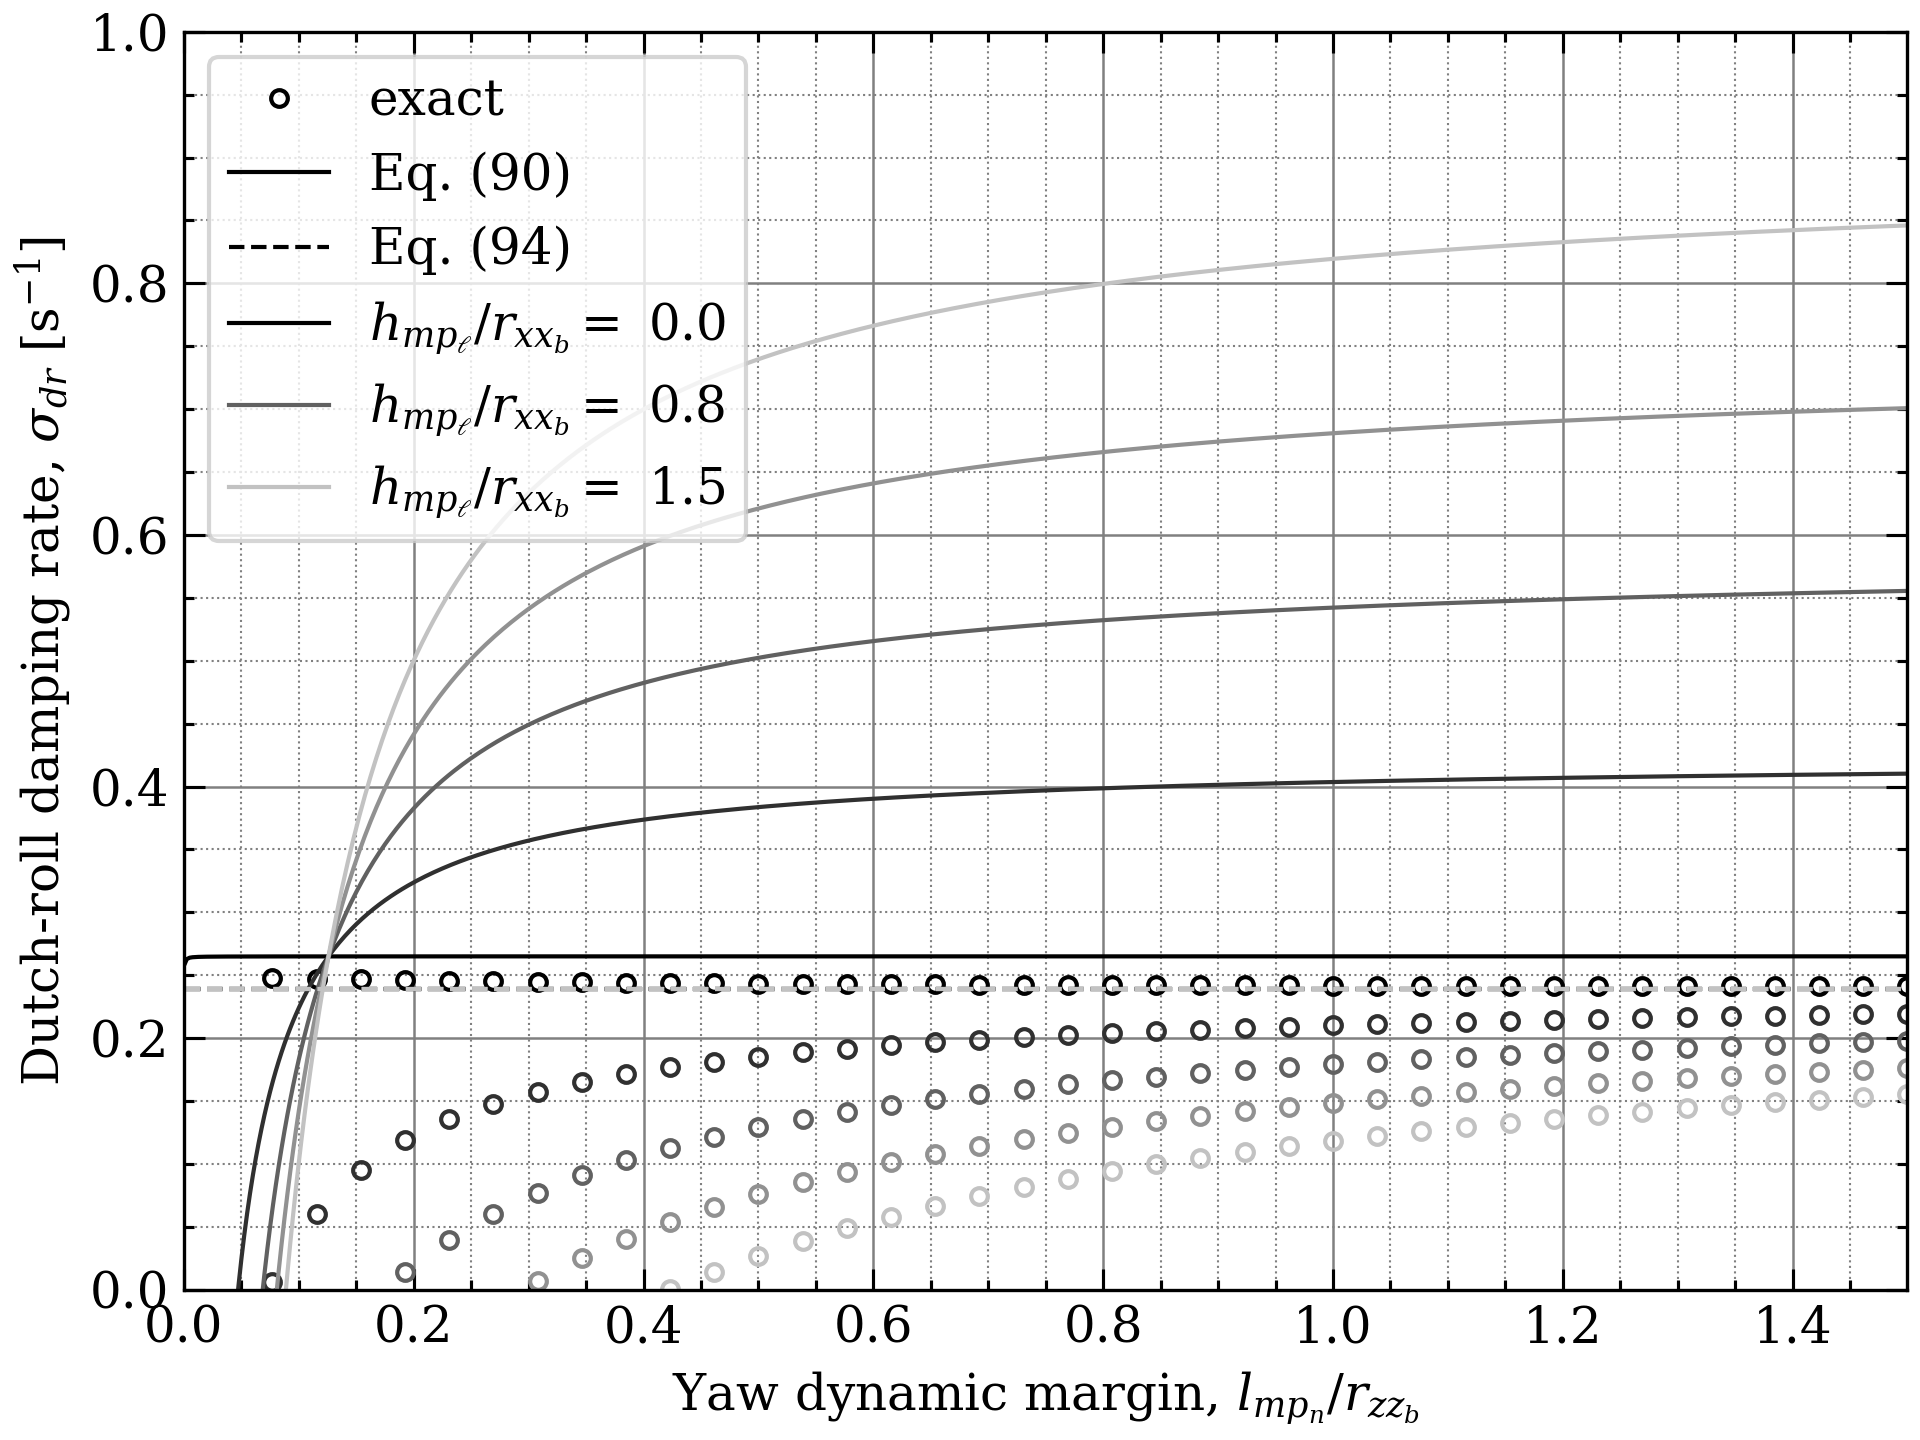 1.0
0.8
0.6
0.4
0.2
0.0
Dutch-roll damping rate, σ_dr [s⁻¹]
exact
Eq. (90)
Eq. (94)
h_{mp_ℓ}/r_{xx_b} = 0.0
h_{mp_ℓ}/r_{xx_b} = 0.8
h_{mp_ℓ}/r_{xx_b} = 1.5
0.0 0.2 0.4 0.6 0.8 1.0 1.2 1.4
Yaw dynamic margin, l_{mp_n}/r_{zz_b}